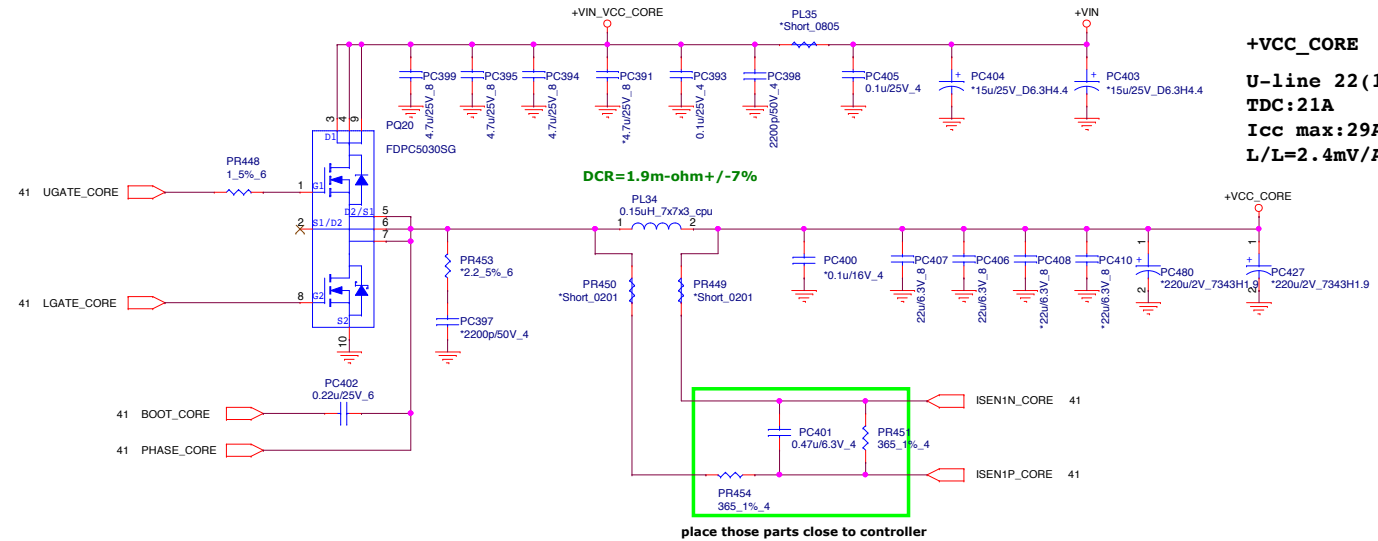 +VIN_VCC_CORE
PL35
*Short_0805
+VIN
+VCC_CORE
U-line 22(1
TDC:21A
Icc max:29A
L/L=2.4mV/A
PC399
4.7u/25V_8
PC395
4.7u/25V_8
PC394
4.7u/25V_8
PC391
*4.7u/25V_8
PC393
0.1u/25V_4
PC398
2200p/50V_4
PC405
0.1u/25V_4
PC404
*15u/25V_D6.3H4.4
PC403
*15u/25V_D6.3H4.4
3
4
9
D1
PQ20
FDPC5030SG
PR448
1_5%_6
41 UGATE_CORE
1
G1
D2/S1
5
2
S1/D2
6
7
41 LGATE_CORE
8
G2
S2
10
DCR=1.9m-ohm+/-7%
PL34
0.15uH_7x7x3_cpu
1
2
+VCC_CORE
PR453
*2.2_5%_6
PC397
*2200p/50V_4
PR450
*Short_0201
PR449
*Short_0201
PC400
*0.1u/16V_4
PC407
22u/6.3V_8
PC406
22u/6.3V_8
PC408
*22u/6.3V_8
PC410
*22u/6.3V_8
1
+
PC480
*220u/2V_7343H1.9
2
1
+
PC427
*220u/2V_7343H1.9
2
PC402
0.22u/25V_6
41 BOOT_CORE
41 PHASE_CORE
PC401
0.47u/6.3V_4
PR451
365_1%_4
ISEN1N_CORE 41
ISEN1P_CORE 41
PR454
365_1%_4
place those parts close to controller